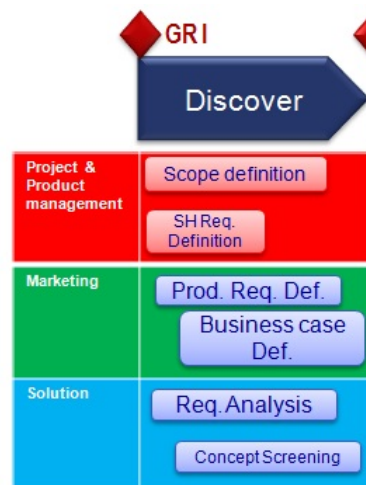 GRI
Discover
Project &
Product
management
Scope definition
SH Req.
Definition
Marketing
Prod. Req. Def.
Business case
Def.
Solution
Req. Analysis
Concept Screening